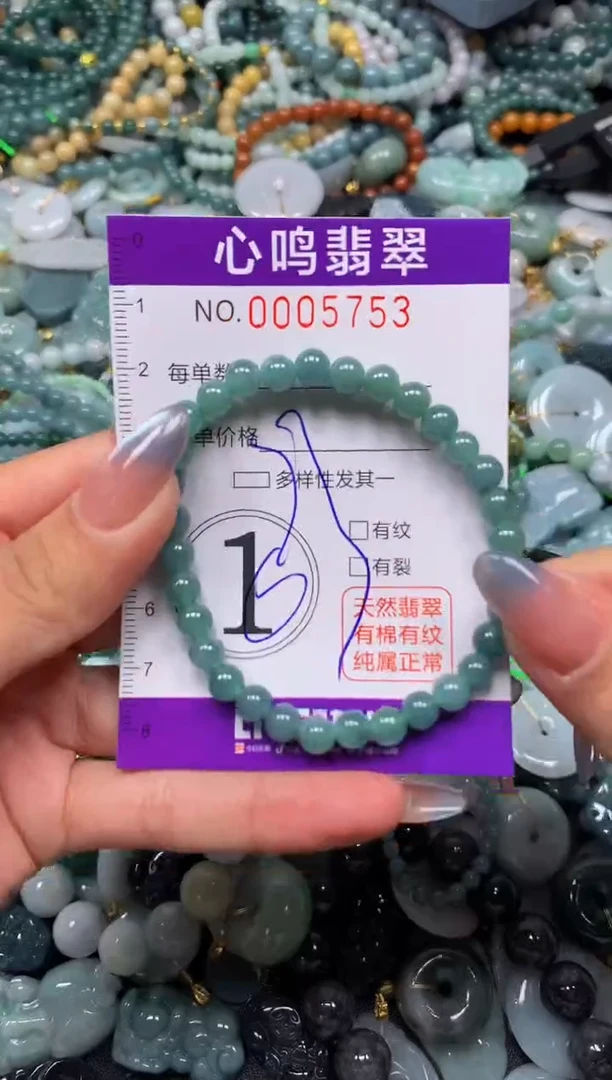 心鸣翡翠
0
1
NO.0005753
2
每单数
单价格
多样性发其一
有纹
1
有裂
天然翡翠
6
有棉有纹
纯属正常
7
8